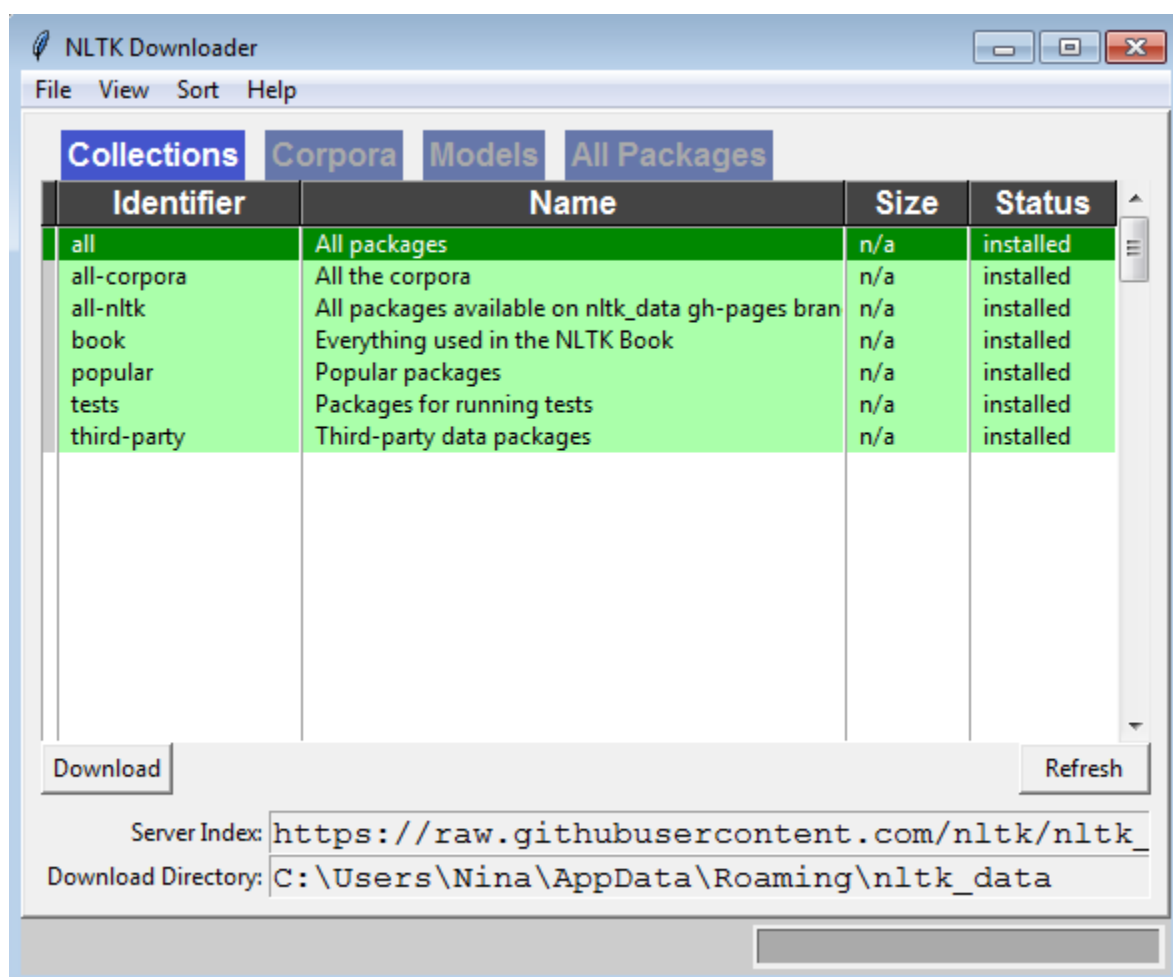 NLTK Downloader
File View Sort Help
Collections Corpora Models All Packages
Identifier Name Size Status
all All packages n/a installed
all-corpora All the corpora n/a installed
all-nltk All packages available on nltk_data gh-pages bran n/a installed
book Everything used in the NLTK Book n/a installed
popular Popular packages n/a installed
tests Packages for running tests n/a installed
third-party Third-party data packages n/a installed
Download Refresh
Server Index: https://raw.githubusercontent.com/nltk/nltk_
Download Directory: C:\Users\Nina\AppData\Roaming\nltk_data